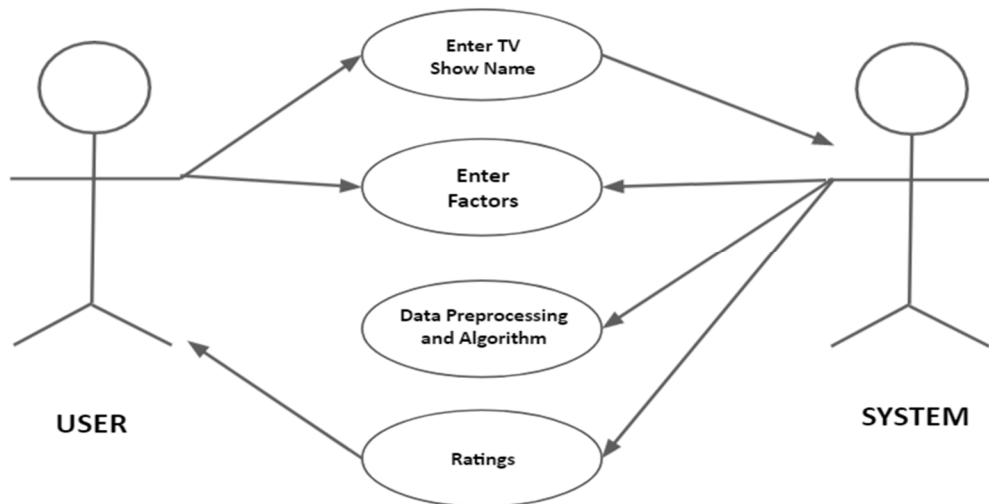 Enter TV
Show Name
Enter
Factors
Data Preprocessing
and Algorithm
USER
SYSTEM
Ratings